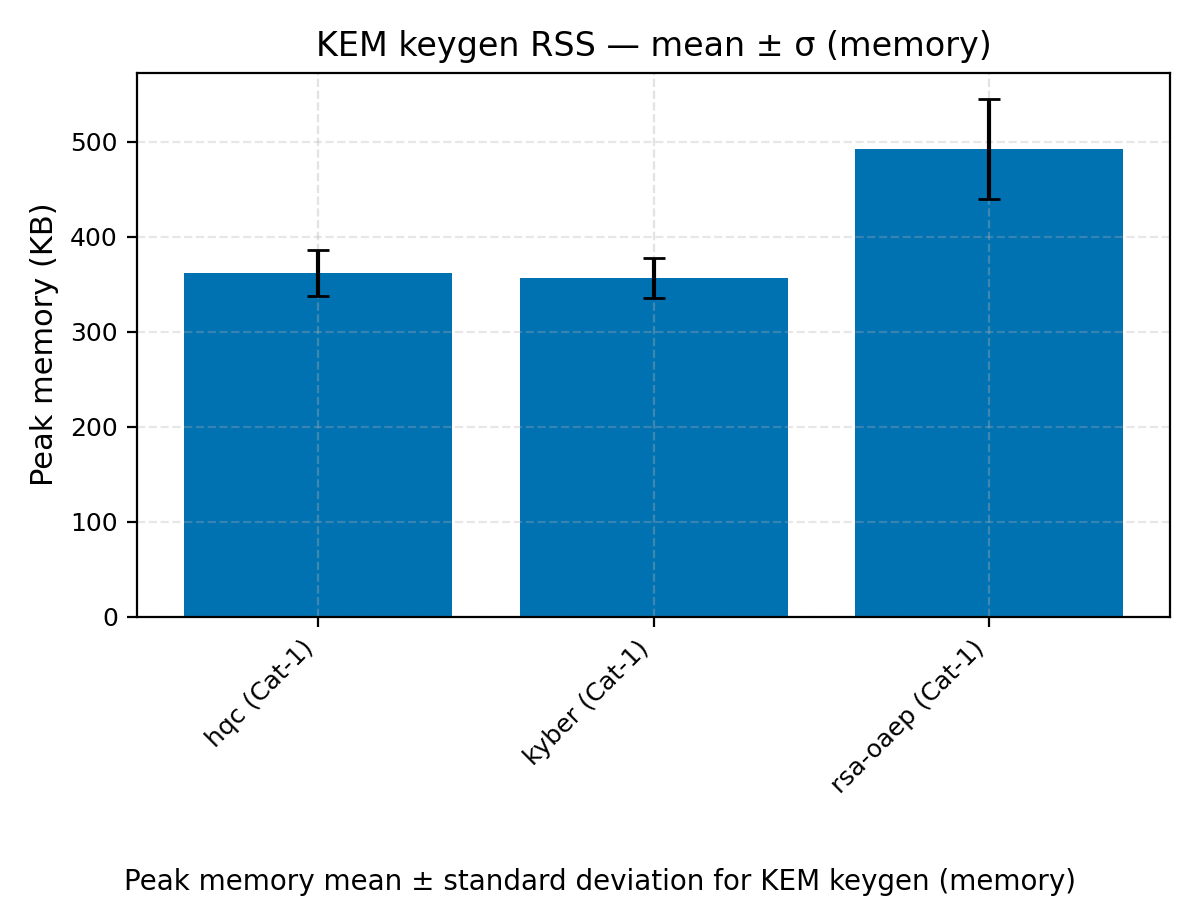 KEM keygen RSS — mean ± σ (memory)
Peak memory (KB)
500
400
300
200
100
0
hqc (Cat-1)
kyber (Cat-1)
rsa-oaep (Cat-1)
Peak memory mean ± standard deviation for KEM keygen (memory)